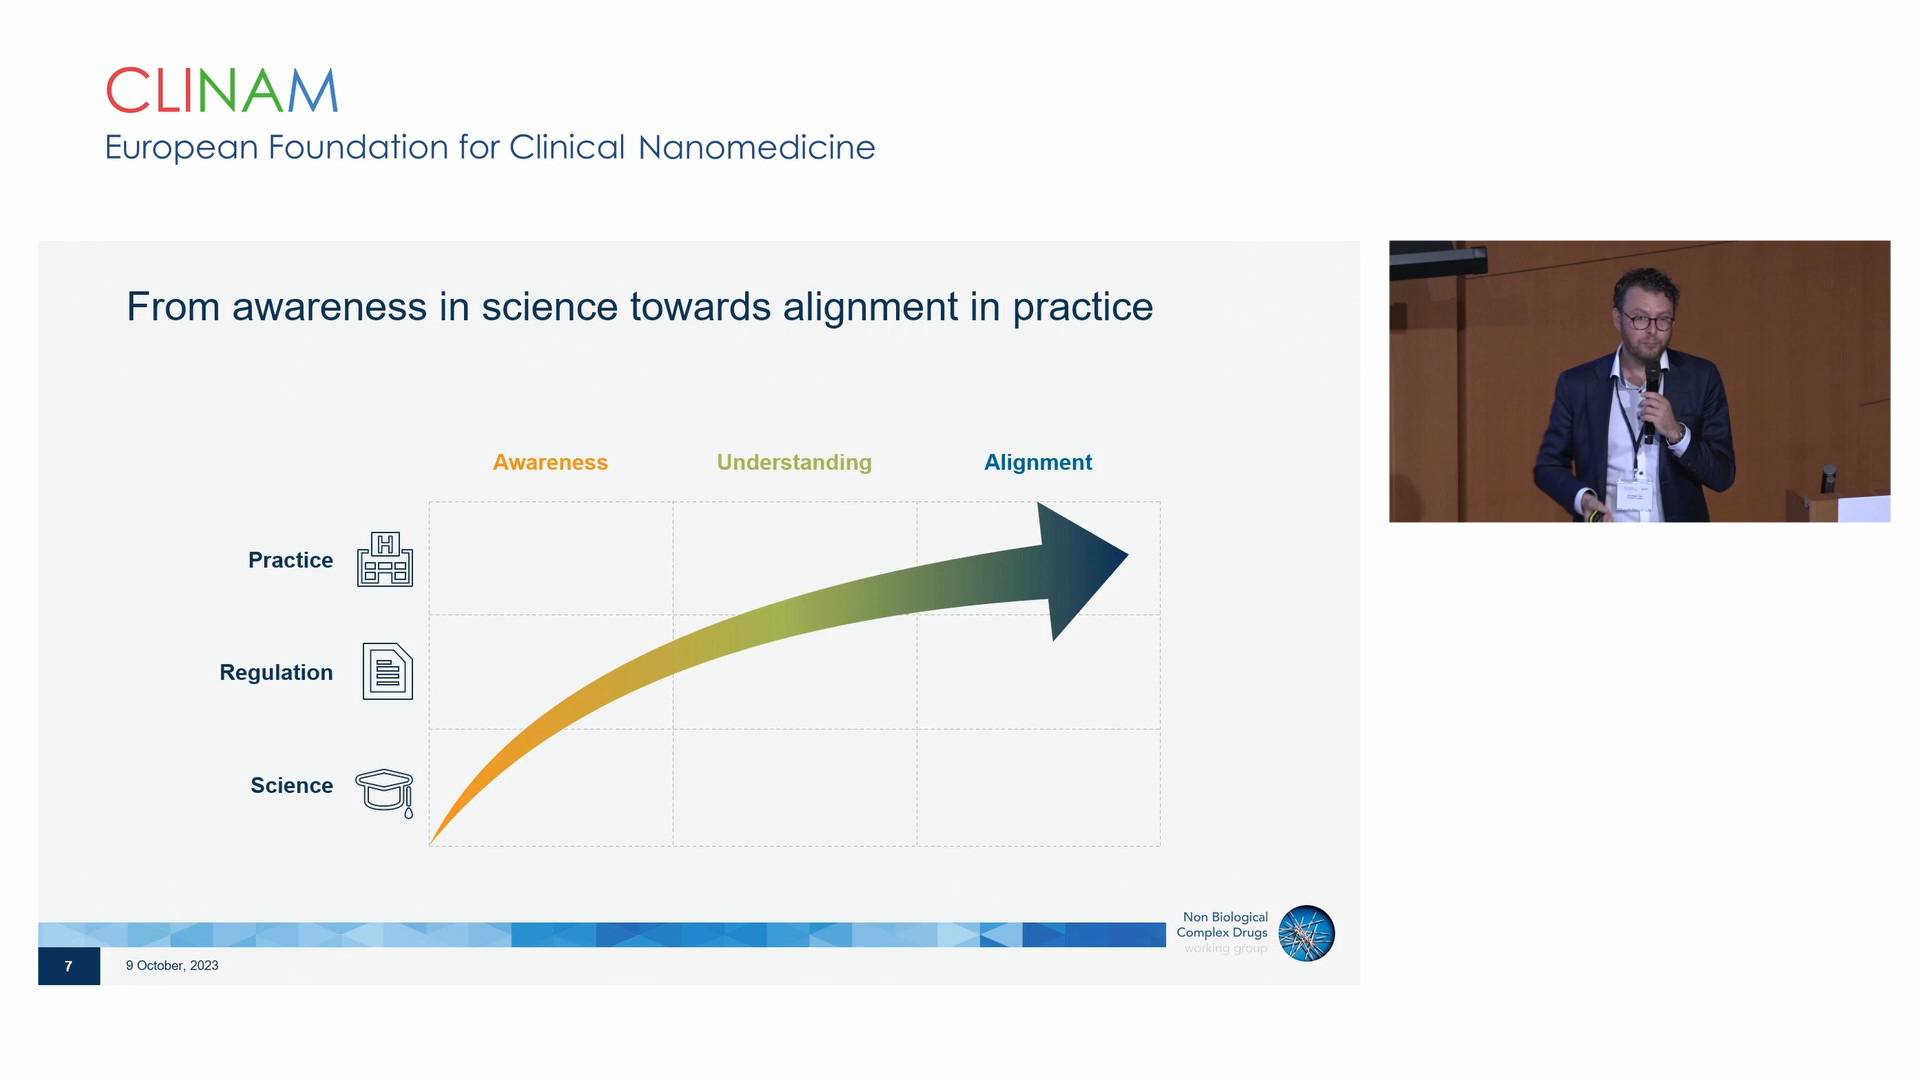 CLINAM
European Foundation for Clinical Nanomedicine
From awareness in science towards alignment in practice
Awareness Understanding Alignment
Practice
H
Regulation
Science
Non Biological
Complex Drugs
working group
7
9 October, 2023